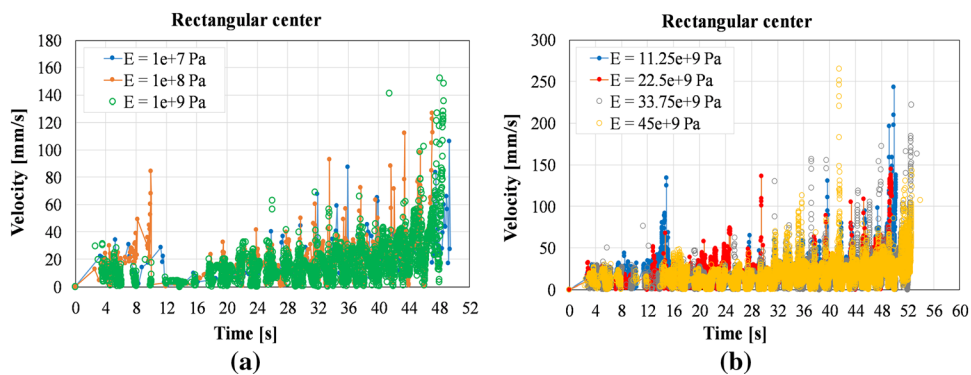 Rectangular center
180
160
140
120
100
80
60
40
20
0
Velocity [mm/s]
E = 1e+7 Pa
E = 1e+8 Pa
E = 1e+9 Pa
0 4 8 12 16 20 24 28 32 36 40 44 48 52
Time [s]
(a)
Rectangular center
300
250
200
150
100
50
0
Velocity [mm/s]
E = 11.25e+9 Pa
E = 22.5e+9 Pa
E = 33.75e+9 Pa
E = 45e+9 Pa
0 4 8 12 16 20 24 28 32 36 40 44 48 52 56 60
Time [s]
(b)